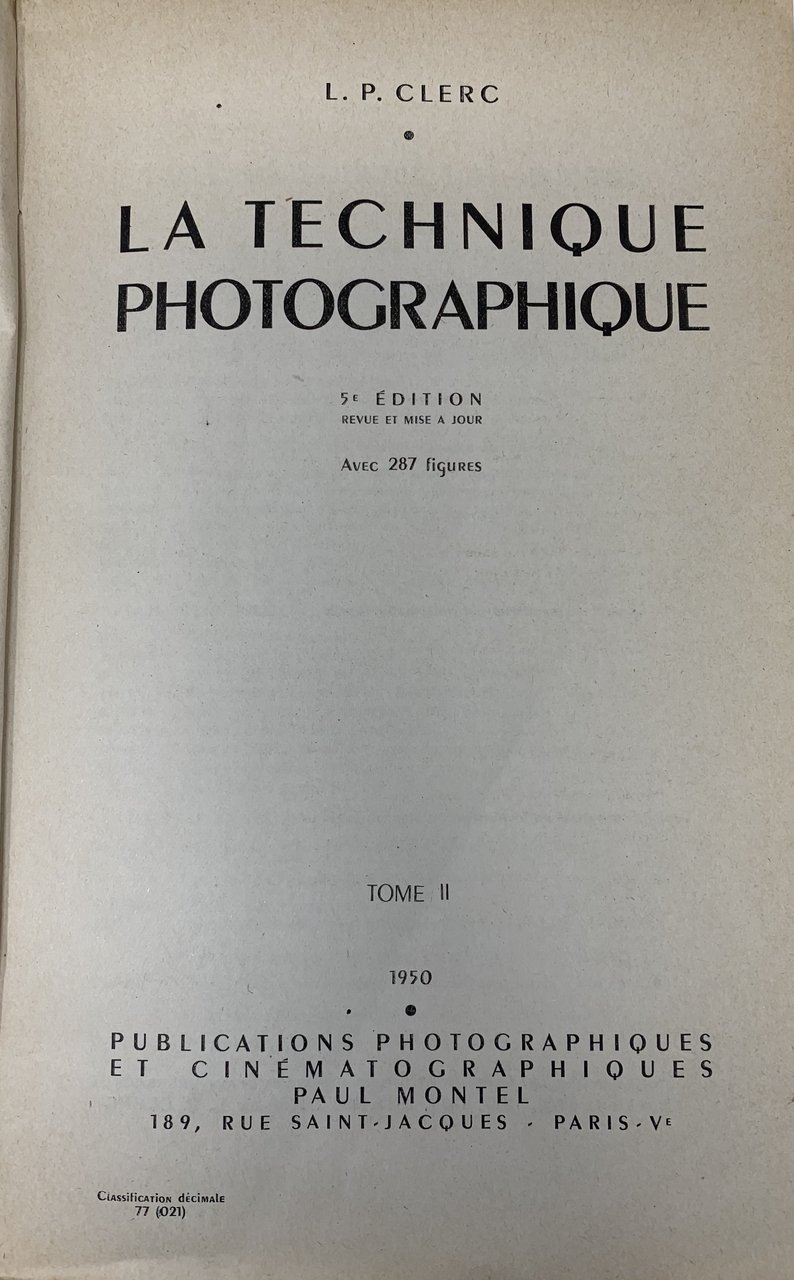 L. P. CLERC
LA TECHNIQUE
PHOTOGRAPHIQUE
5E ÉDITION
REVUE ET MISE A JOUR
AVEC 287 figURES
TOME II
1950
PUBLICATIONS PHOTOGRAPHIQUES
ET CINÉMATOGRAPHIQUES
PAUL MONTEL
189, RUE SAINT-JACQUES - PARIS-VE
Classification décimale
77 (021)